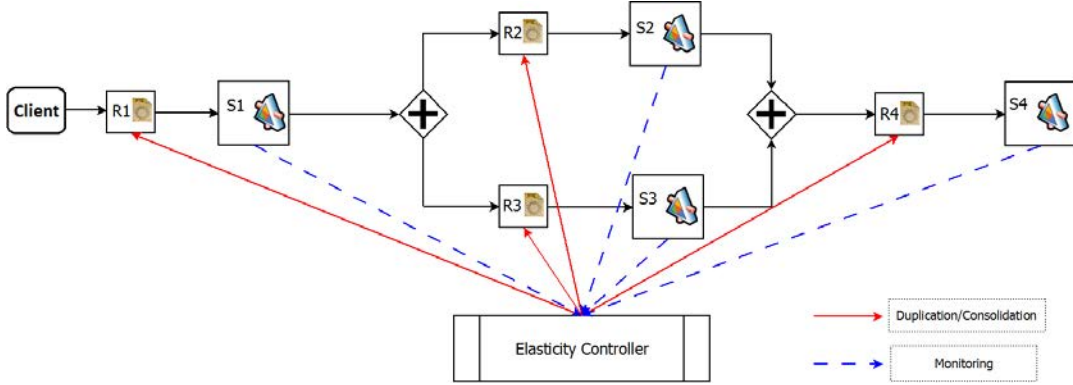 Client
R1
S1
R2
S2
R3
S3
R4
S4
Elasticity Controller
Duplication/Consolidation
Monitoring